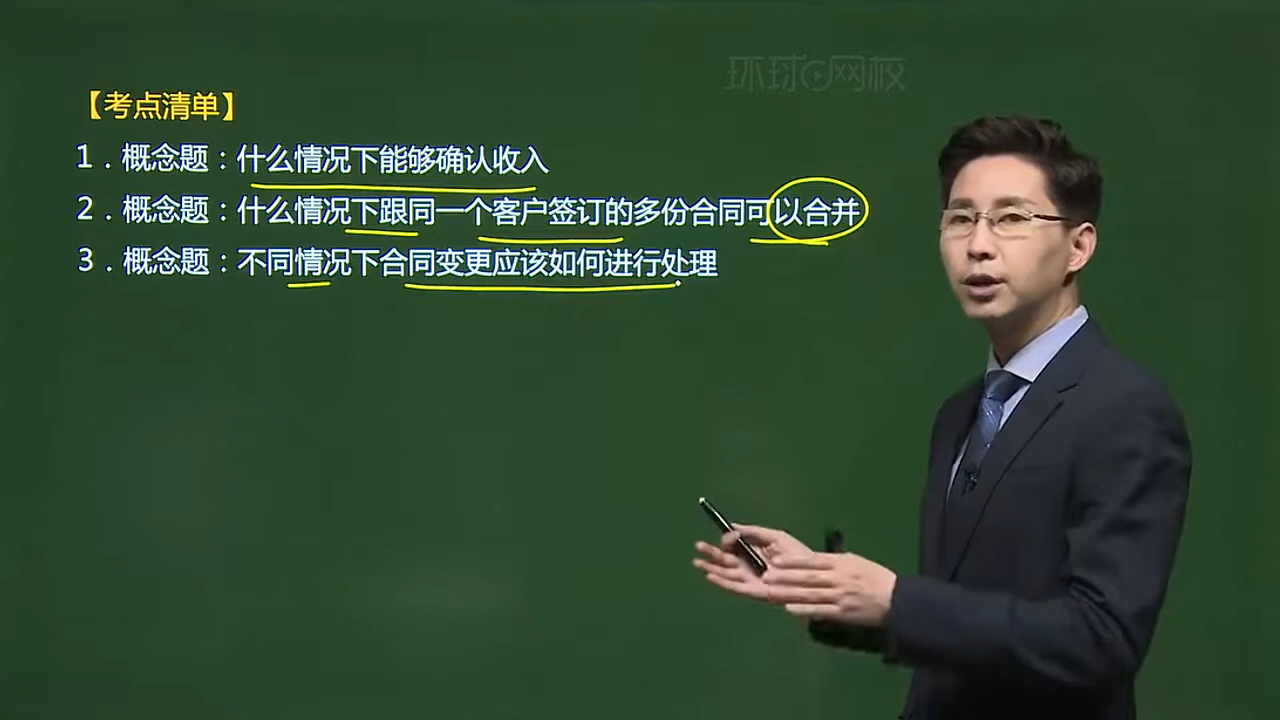 环球网校
【考点清单】
1．概念题：什么情况下能够确认收入
2．概念题：什么情况下跟同一个客户签订的多份合同可以合并
3．概念题：不同情况下合同变更应该如何进行处理